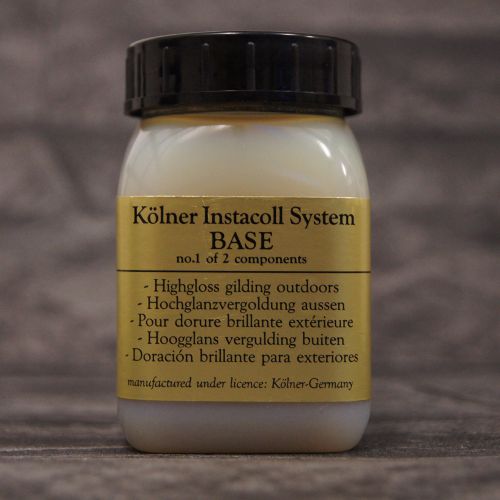 Kölner Instacoll System
BASE
no.1 of 2 components
- Highgloss gilding outdoors
- Hochglanzvergoldung aussen
- Pour dorure brillante extérieure
- Hoogglans vergulding buiten
- Doración brillante para exteriores
manufactured under licence: Kölner-Germany